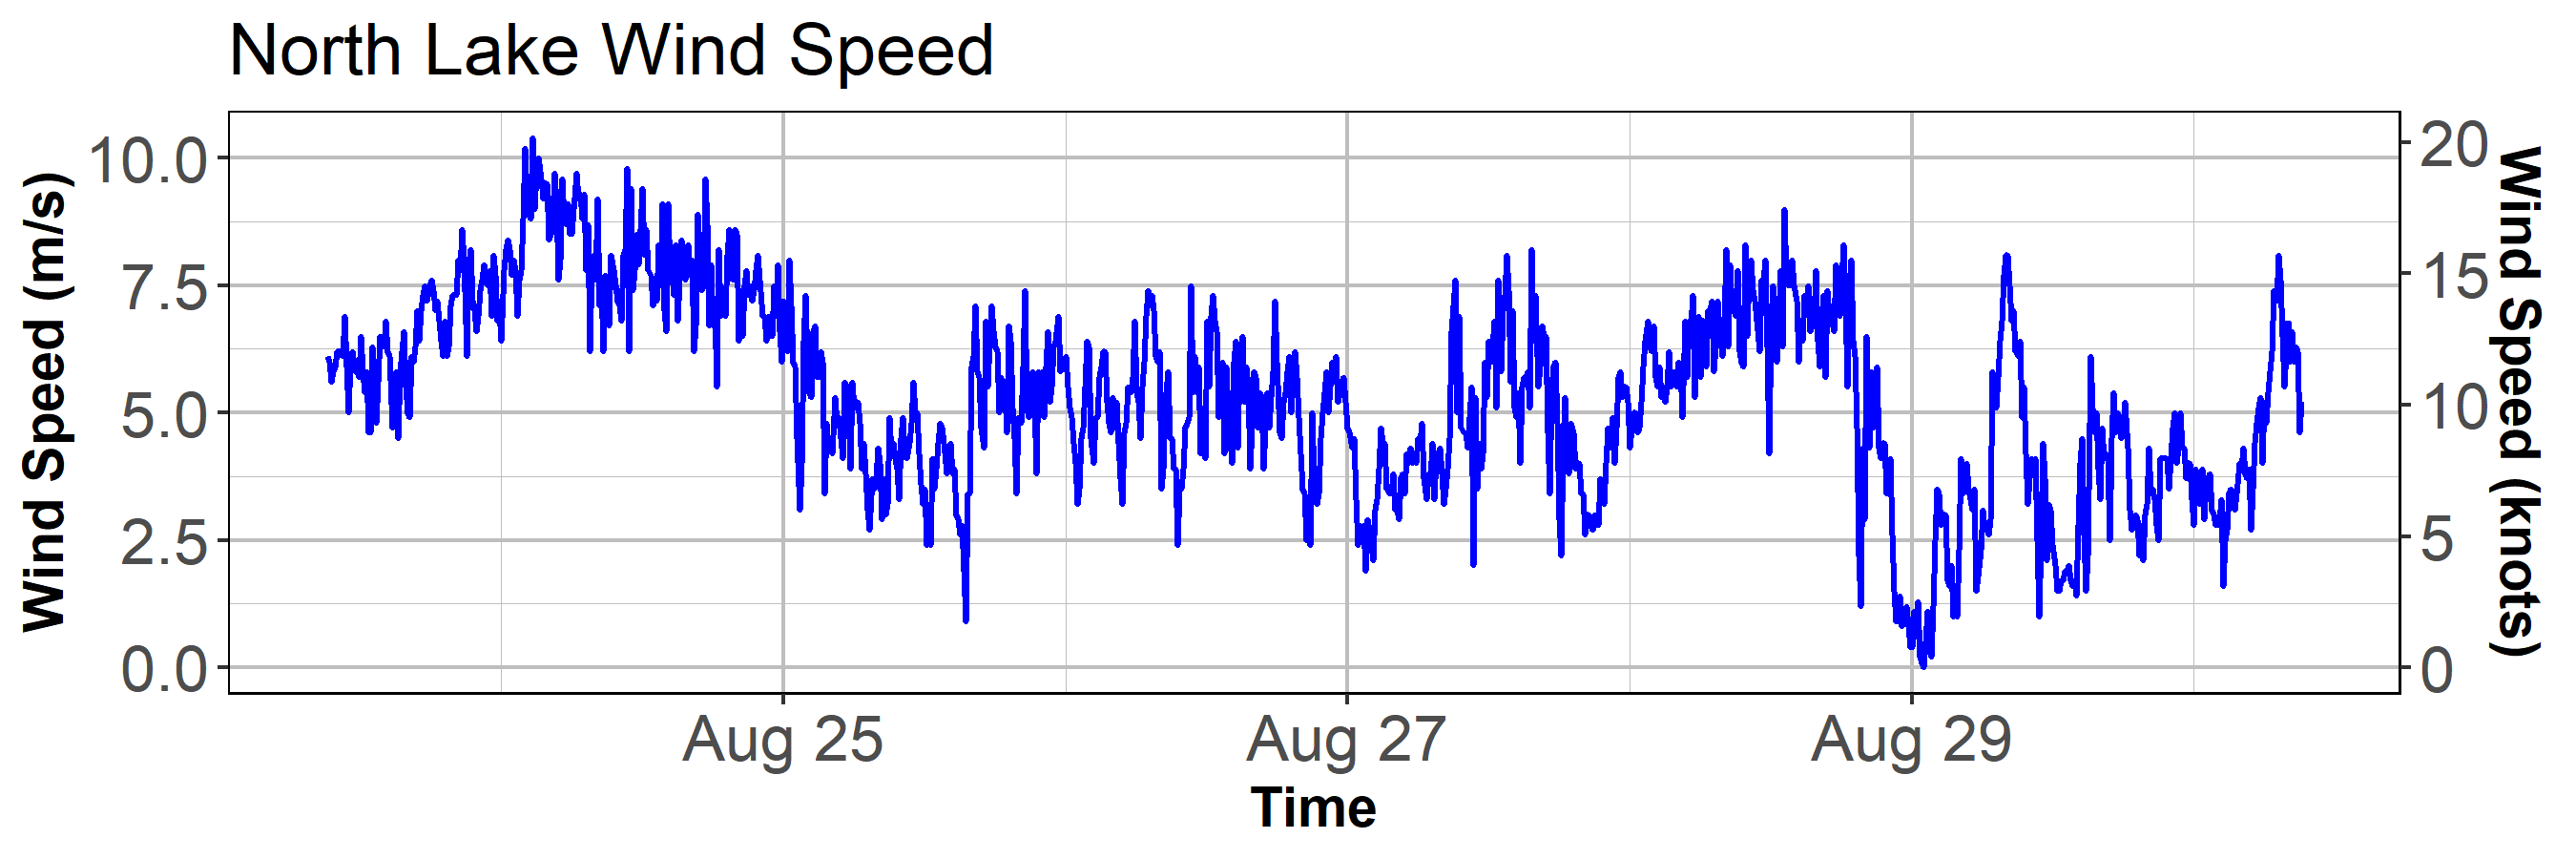 North Lake Wind Speed
Wind Speed (m/s)
10.0
7.5
5.0
2.5
0.0
20
15
10
5
0
Wind Speed (knots)
Aug 25
Aug 27
Aug 29
Time